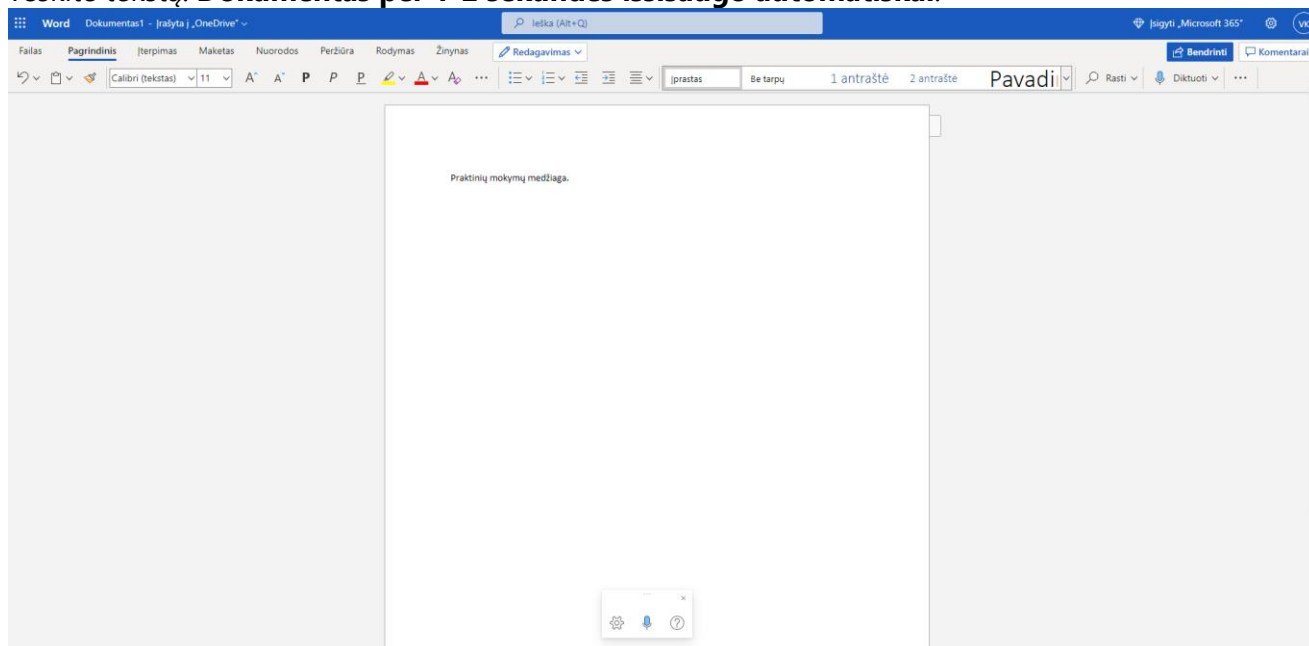 tekstą. Dokumentas per 1-2 sekundes išsisaugo automatiškai.
Word Dokumentas1 - Įrašyta į „OneDrive“ Ieška (Alt+Q) Įsigyti „Microsoft 365“ VK
Failas Pagrindinis Įterpimas Maketas Nuorodos Peržiūra Rodymas Žinynas Redagavimas Bendrinti Komentarai
Calibri (tekstas) 11 A A P P P A A Įprastas Be tarpų 1 antraštė 2 antraštė Pavadi Rasti Diktuoti
Praktinių mokymų medžiaga.